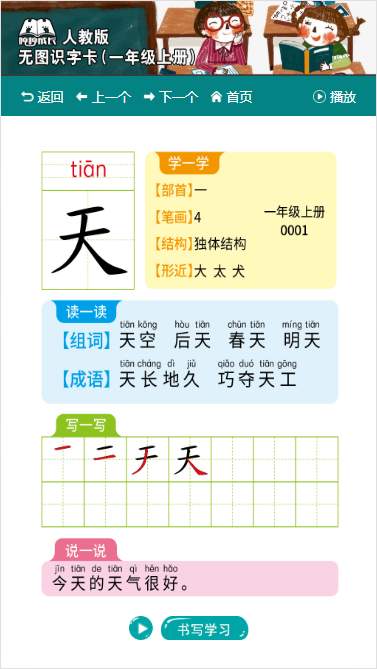 人教版
无图识字卡(一年级上册)
返回 上一个 下一个 首页 播放
tiān
天
学一学
【部首】一
【笔画】4
【结构】独体结构
【形近】大 太 犬
一年级上册
0001
读一读
tiān kōng hòu tiān chūn tiān míng tiān
【组词】天空 后天 春天 明天
tiān cháng dì jiǔ qiǎo duó tiān gōng
【成语】天长地久 巧夺天工
写一写
一 二 于 天
说一说
jīn tiān de tiān qì hěn hǎo
今天的天气很好。
书写学习